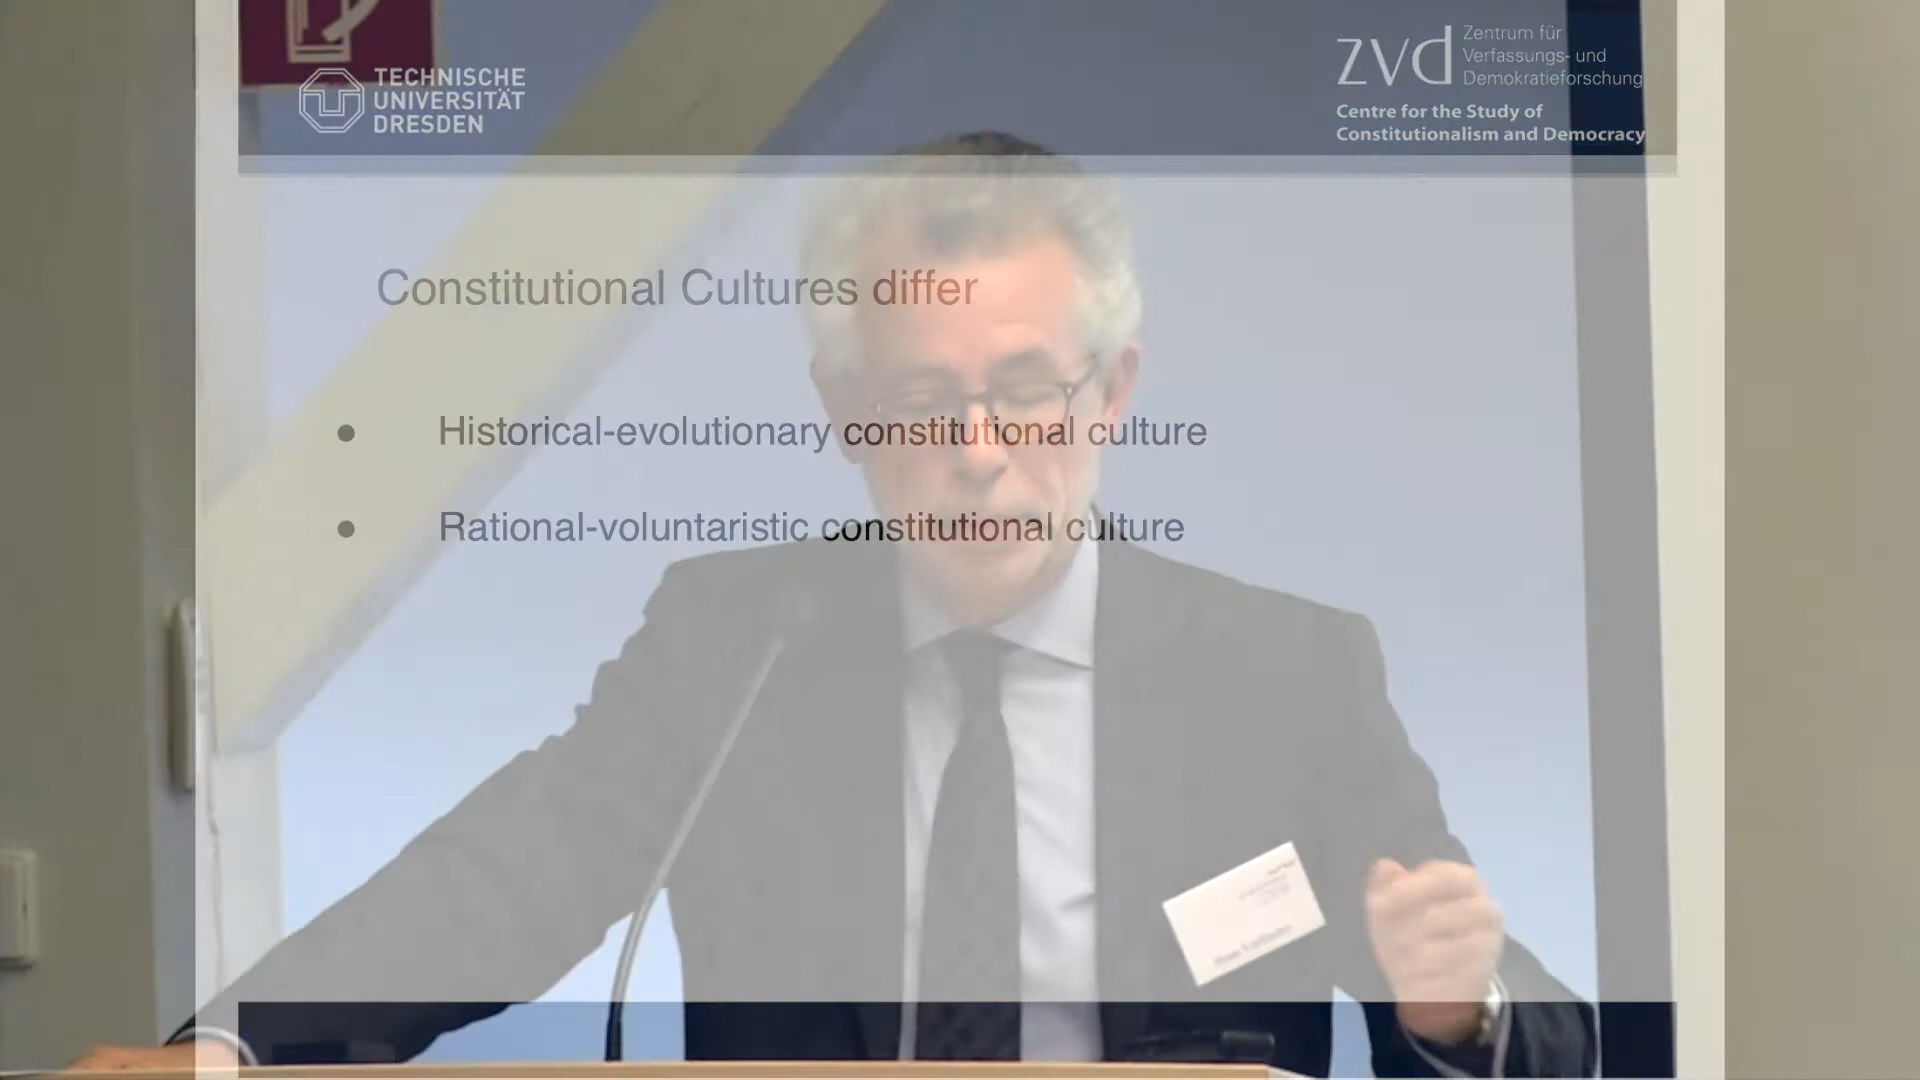 TECHNISCHE
UNIVERSITÄT
DRESDEN
zvd
Zentrum für
Verfassungs- und
Demokratieforschung
Centre for the Study of
Constitutionalism and Democracy
Constitutional Cultures differ
● Historical-evolutionary constitutional culture
● Rational-voluntaristic constitutional culture